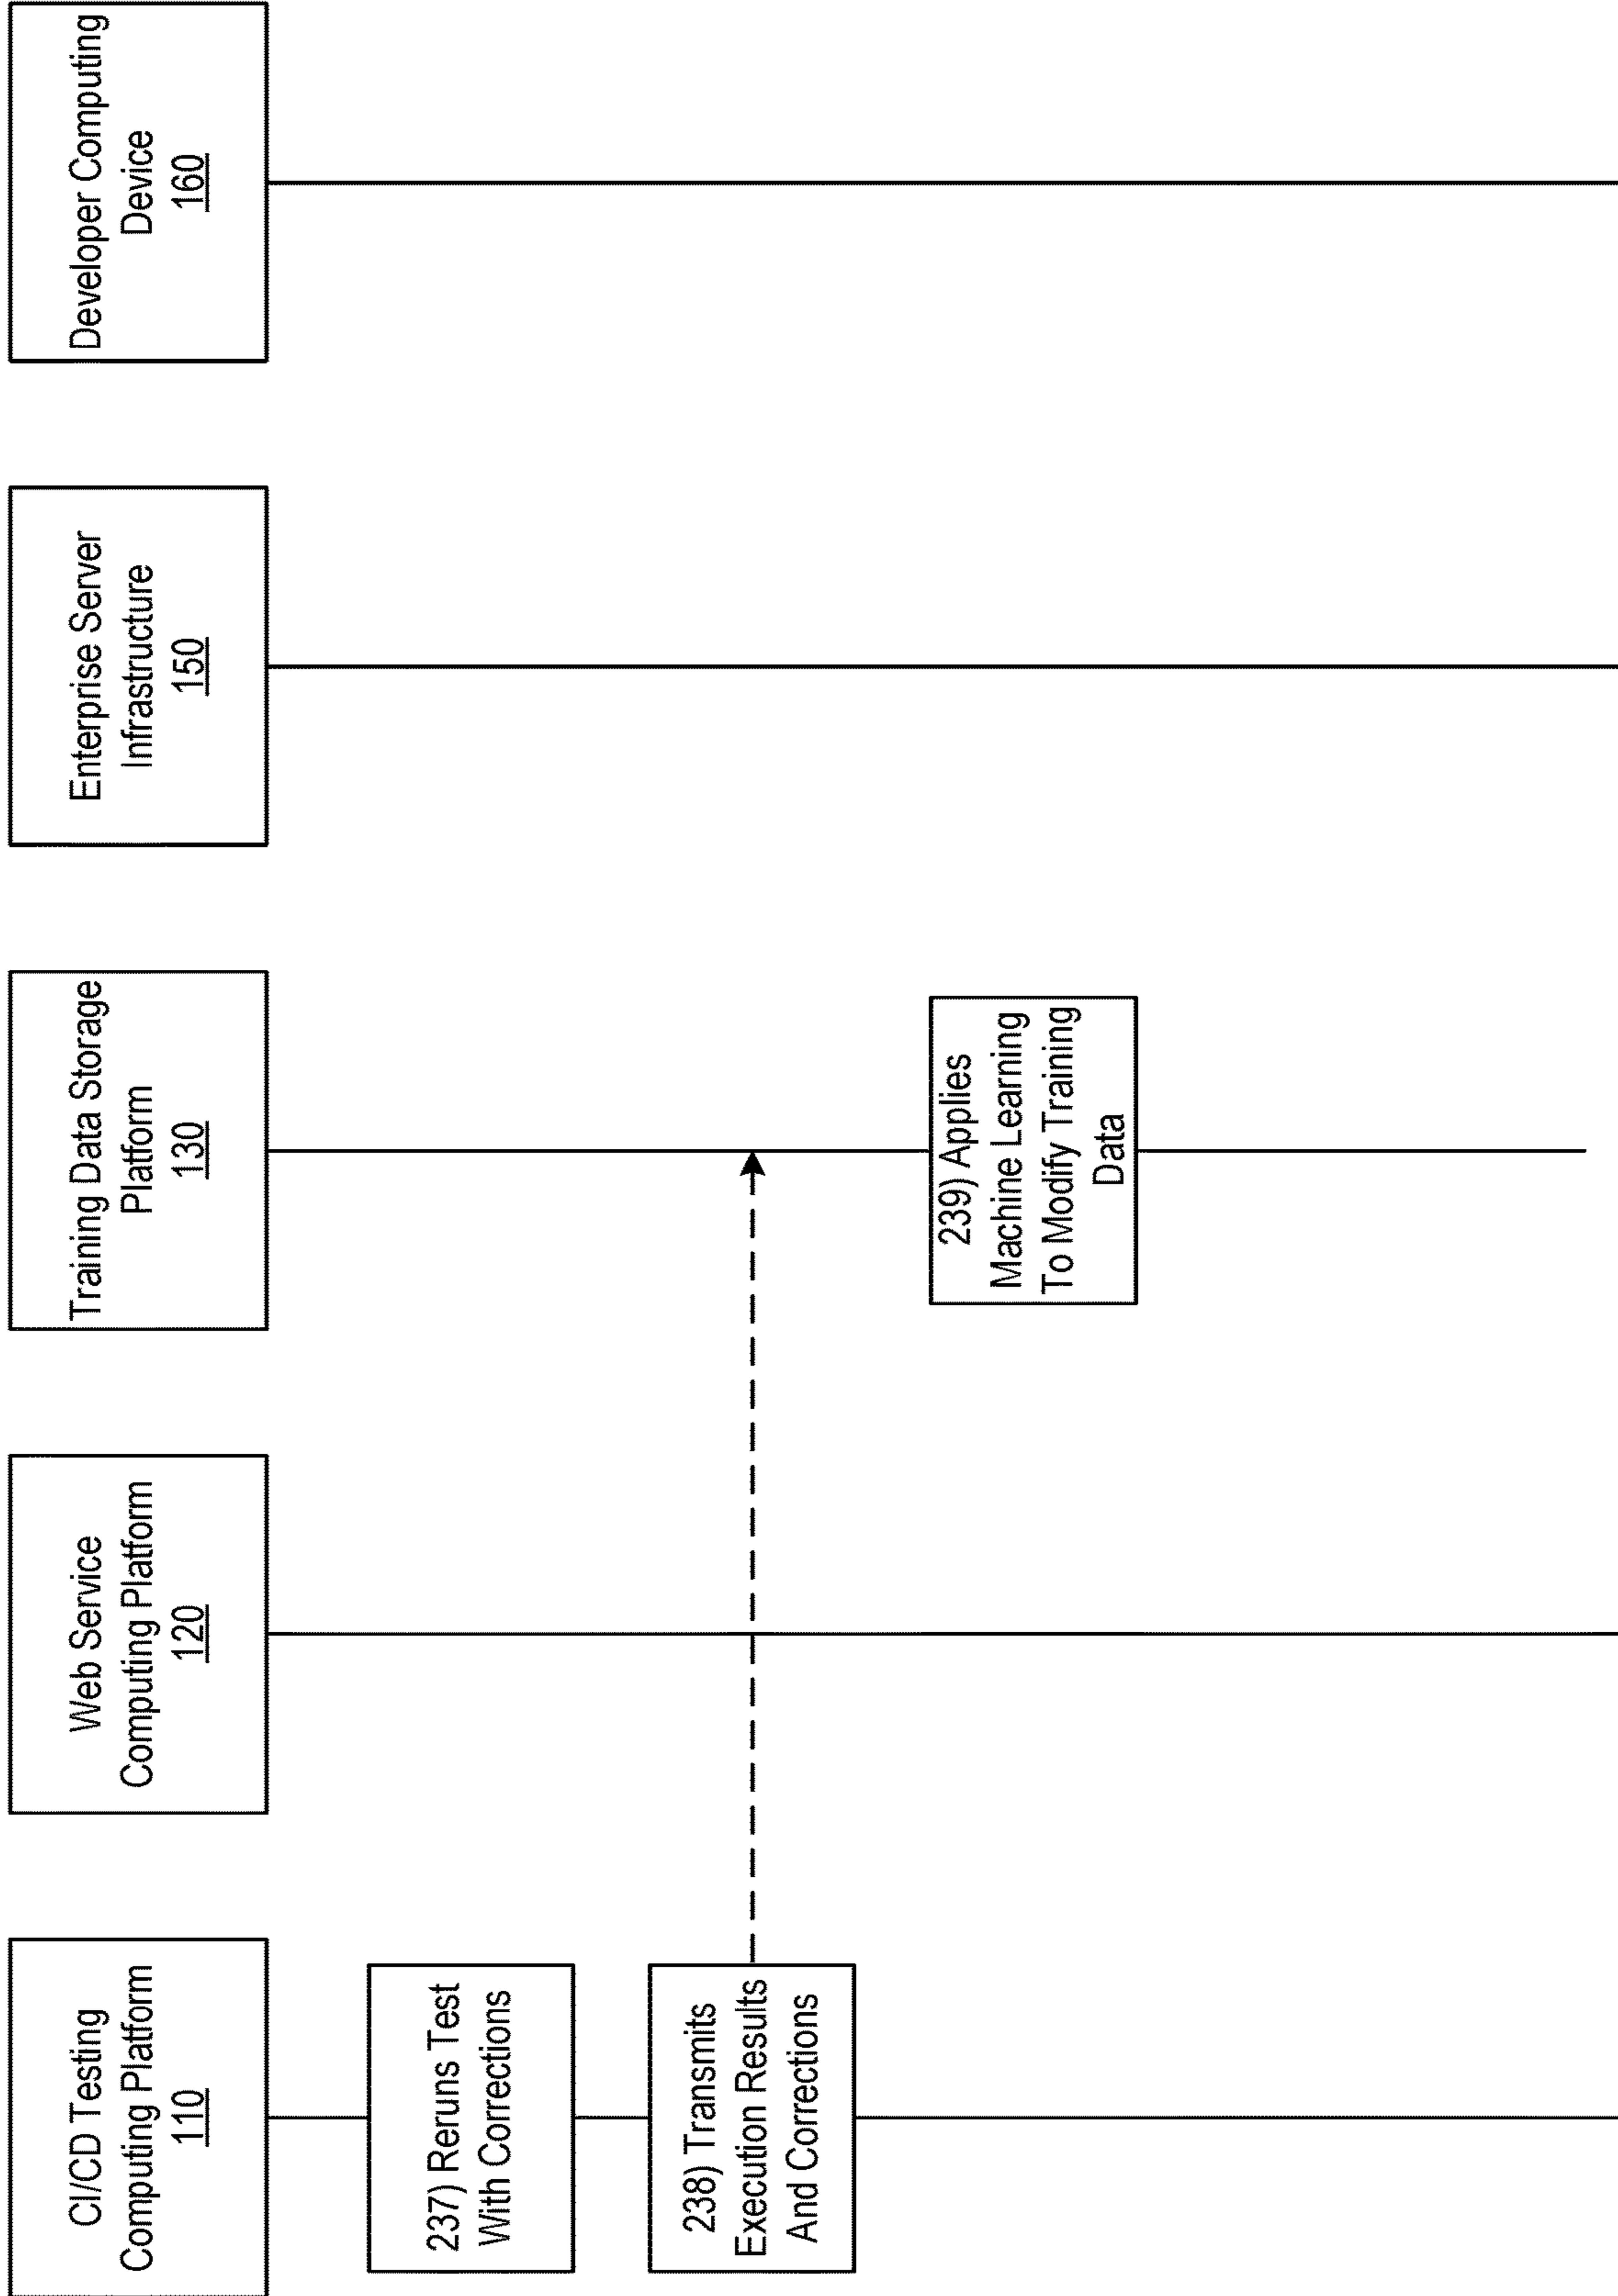 CI/CD Testing
Computing Platform
110
Web Service
Computing Platform
120
Training Data Storage
Platform
130
Enterprise Server
Infrastructure
150
Developer Computing
Device
160
237) Reruns Test
With Corrections
238) Transmits
Execution Results
And Corrections
239) Applies
Machine Learning
To Modify Training
Data